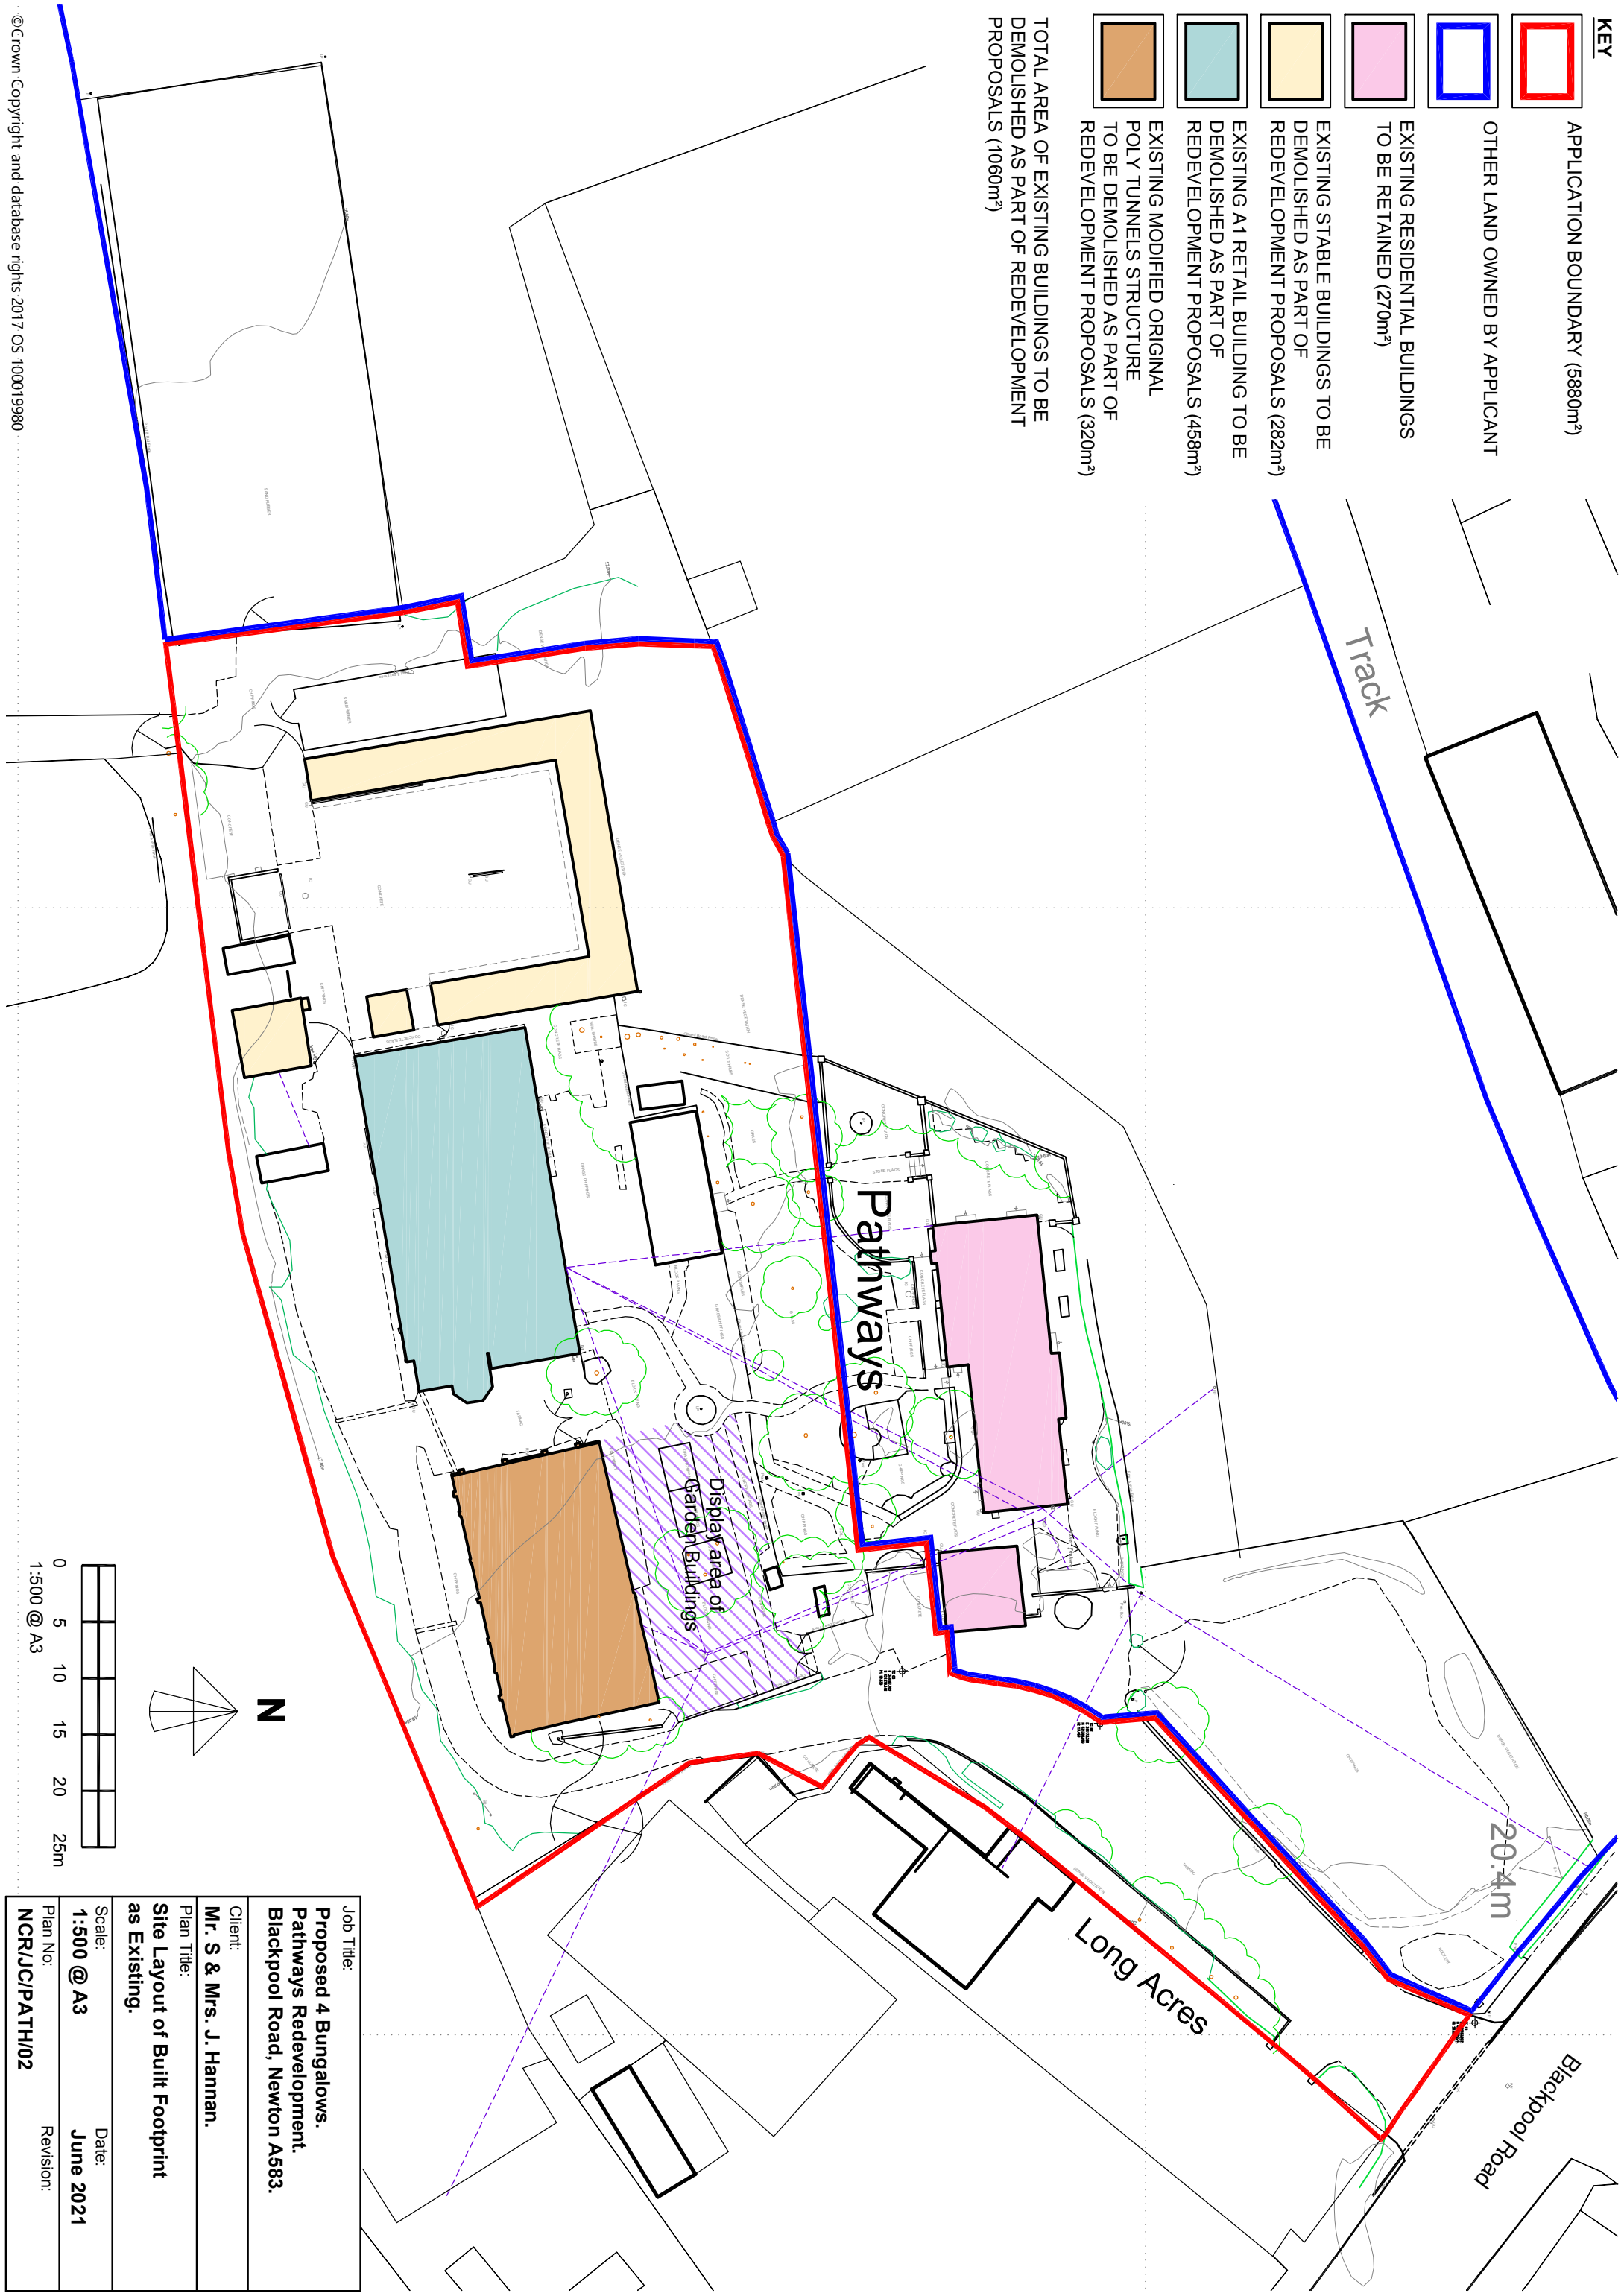 KEY
APPLICATION BOUNDARY (5880m²)
OTHER LAND OWNED BY APPLICANT
EXISTING RESIDENTIAL BUILDINGS
TO BE RETAINED (270m²)
EXISTING STABLE BUILDINGS TO BE
DEMOLISHED AS PART OF
REDEVELOPMENT PROPOSALS (282m²)
EXISTING A1 RETAIL BUILDING TO BE
DEMOLISHED AS PART OF
REDEVELOPMENT PROPOSALS (458m²)
EXISTING MODIFIED ORIGINAL
POLY TUNNELS STRUCTURE
TO BE DEMOLISHED AS PART OF
REDEVELOPMENT PROPOSALS (320m²)
TOTAL AREA OF EXISTING BUILDINGS TO BE
DEMOLISHED AS PART OF REDEVELOPMENT
PROPOSALS (1060m²)
Track
Pathways
Display area of
Garden Buildings
20.4m
Long Acres
Blackpool Road
N
0 5 10 15 20 25m
1:500 @ A3
Job Title:
Proposed 4 Bungalows.
Pathways Redevelopment.
Blackpool Road, Newton A583.
Client:
Mr. S & Mrs. J. Hannan.
Plan Title:
Site Layout of Built Footprint
as Existing.
Scale: Date:
1:500 @ A3 June 2021
Plan No: Revision:
NCR/JC/PATH/02
©Crown Copyright and database rights 2017 OS 100019980